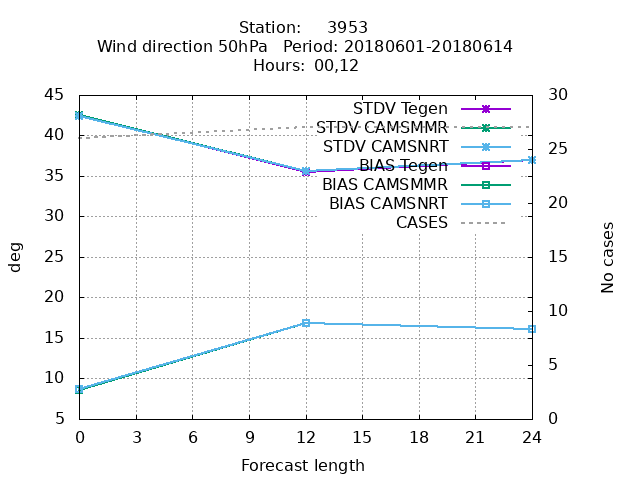 Station: 3953
Wind direction 50hPa Period: 20180601-20180614
Hours: 00,12
45
40
35
30
25
20
15
10
5
30
25
20
15
10
5
0
deg
No cases
STDV Tegen
STDV CAMSMMR
STDV CAMSNRT
BIAS Tegen
BIAS CAMSMMR
BIAS CAMSNRT
CASES
0 3 6 9 12 15 18 21 24
Forecast length